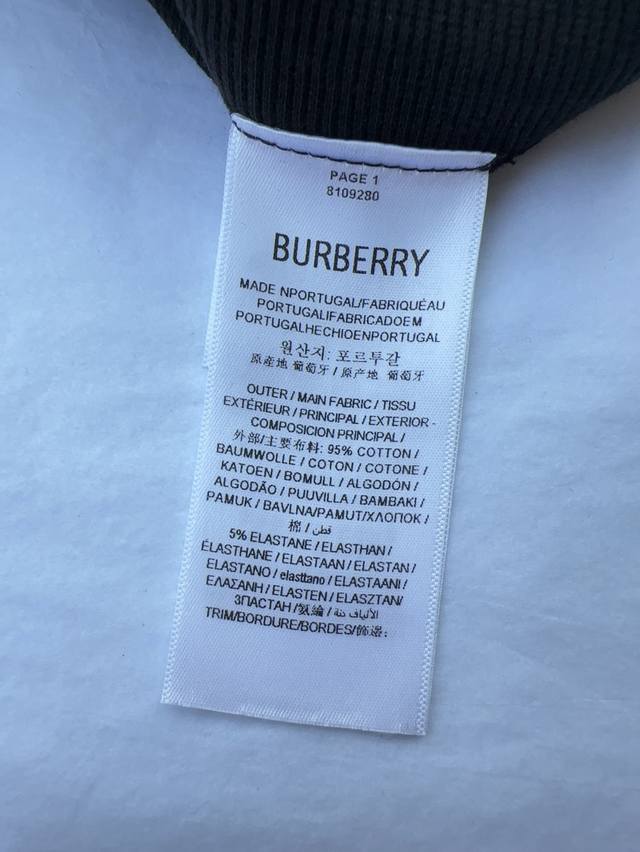 PAGE 1
8109280
BURBERRY
MADE NPORTUGAL/FABRIQUÉAU
PORTUGALIFABRICADOEM
PORTUGALHECHIOENPORTUGAL
원산지: 포르투갈
原産地 葡萄牙 / 原产地 葡萄牙
OUTER / MAIN FABRIC / TISSU
EXTÉRIEUR / PRINCIPAL / EXTERIOR -
COMPOSICION PRINCIPAL /
外部/主要布料: 95% COTTON /
BAUMWOLLE / COTON / COTONE /
KATOEN / BOMULL / ALGODÓN /
ALGODÃO / PUUVILLA / BAMBAKI /
PAMUK / BAVLNA/PAMUT/ХЛОПОК /
棉 / قطن /
5% ELASTANE / ELASTHAN /
ÉLASTHANE / ELASTAAN / ELASTAN /
ELASTANO / elasttano / ELASTAANI /
ΕΛΑΣΑΝΗ / ELASTEN / ELASZTAN/
ЗПАСТАН /氨綸 / الألياف
TRIM/BORDURE/BORDES/飾邊: